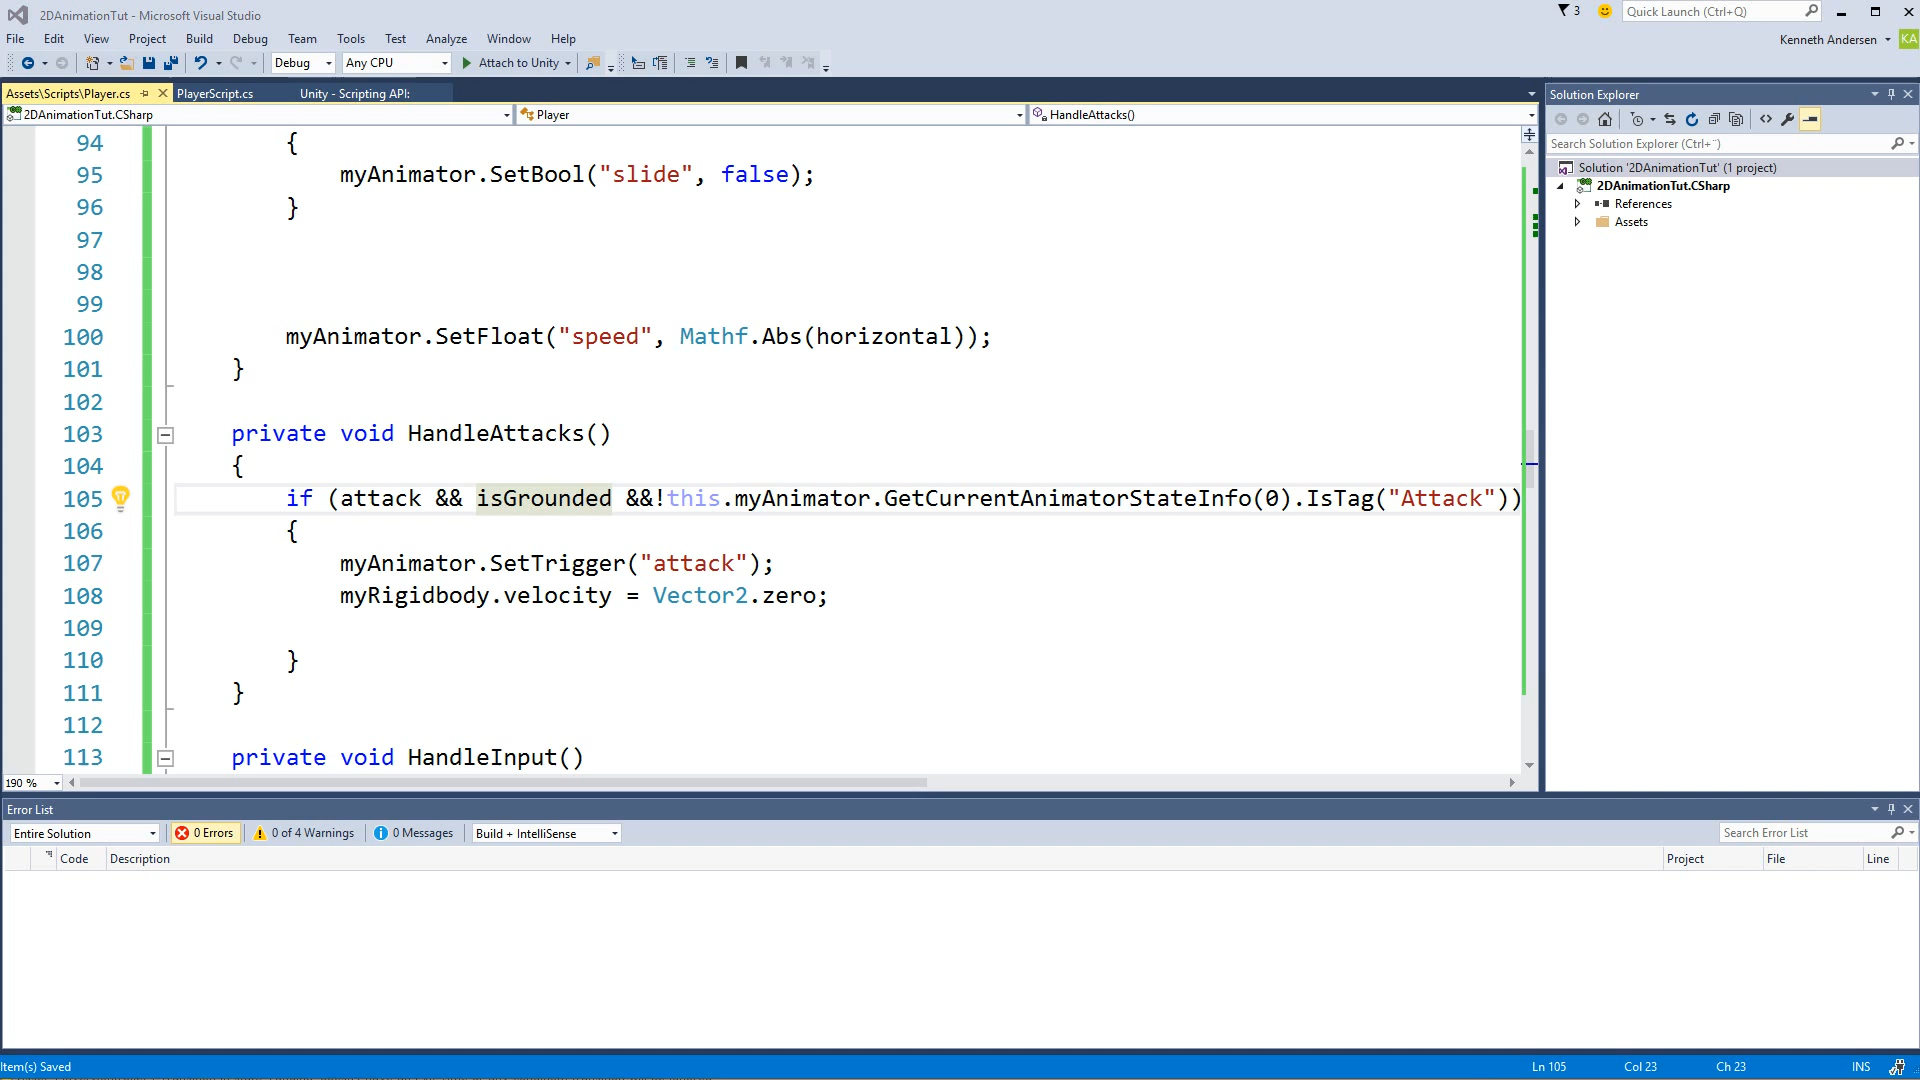 2DAnimationTut - Microsoft Visual Studio
3
Quick Launch (Ctrl+Q)
File Edit View Project Build Debug Team Tools Test Analyze Window Help
Kenneth Andersen KA
Debug Any CPU Attach to Unity
Assets\Scripts\Player.cs PlayerScript.cs Unity - Scripting API:
2DAnimationTut.CSharp Player HandleAttacks()
94 {
95 myAnimator.SetBool("slide", false);
96 }
97
98
99
100 myAnimator.SetFloat("speed", Mathf.Abs(horizontal));
101 }
102
103 private void HandleAttacks()
104 {
105 if (attack && isGrounded &&!this.myAnimator.GetCurrentAnimatorStateInfo(0).IsTag("Attack"))
106 {
107 myAnimator.SetTrigger("attack");
108 myRigidbody.velocity = Vector2.zero;
109
110 }
111 }
112
113 private void HandleInput()
190 %
Solution Explorer
Search Solution Explorer (Ctrl+¨)
Solution '2DAnimationTut' (1 project)
2DAnimationTut.CSharp
References
Assets
Error List
Entire Solution 0 Errors 0 of 4 Warnings 0 Messages Build + IntelliSense
Search Error List
Code Description Project File Line
Item(s) Saved Ln 105 Col 23 Ch 23 INS